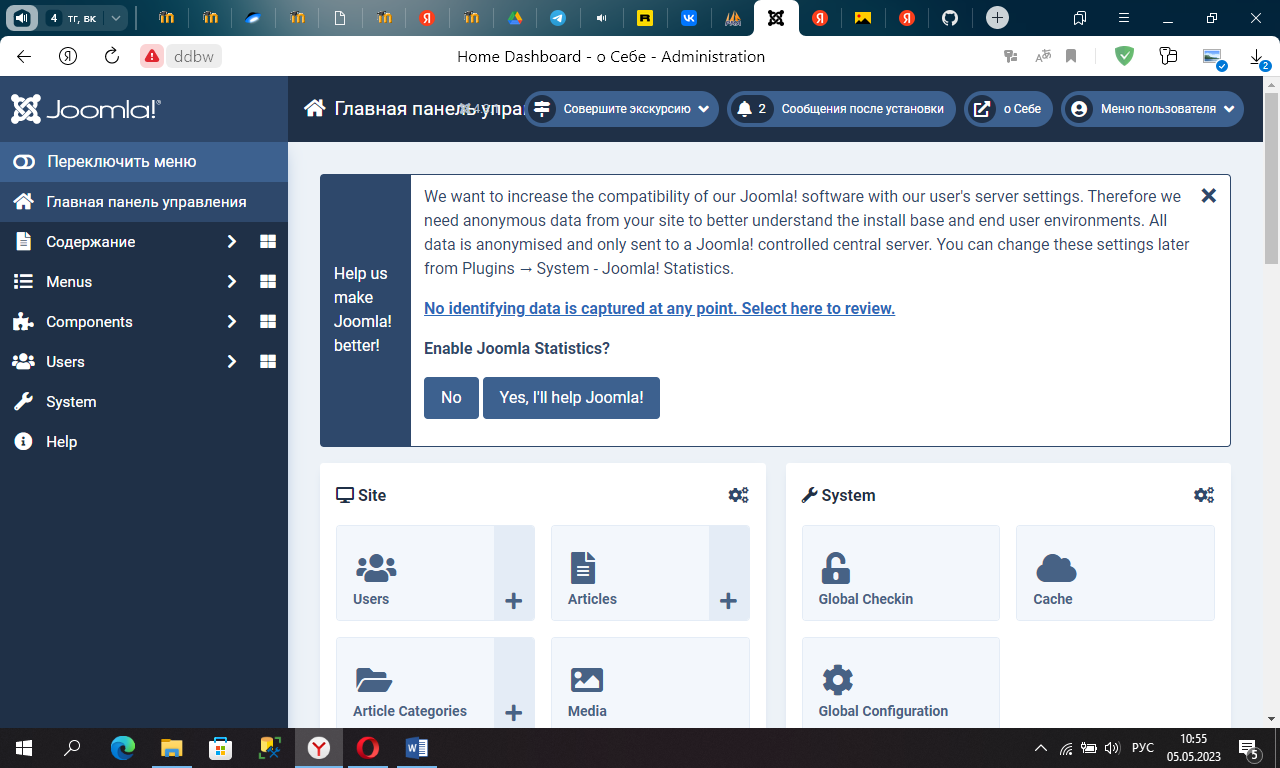 4 тг, вк
ddbw
Home Dashboard - о Себе - Administration
2
Joomla!
Главная панель упра
Совершите экскурсию
2 Сообщения после установки
о Себе
Меню пользователя
Переключить меню
Главная панель управления
Содержание
Menus
Components
Users
System
Help
Help us
make
Joomla!
better!
We want to increase the compatibility of our Joomla! software with our user's server settings. Therefore we
need anonymous data from your site to better understand the install base and end user environments. All
data is anonymised and only sent to a Joomla! controlled central server. You can change these settings later
from Plugins → System - Joomla! Statistics.
No identifying data is captured at any point. Select here to review.
Enable Joomla Statistics?
No
Yes, I'll help Joomla!
Site
Users
Articles
Article Categories
Media
System
Global Checkin
Cache
Global Configuration
РУС
10:55
05.05.2023
5